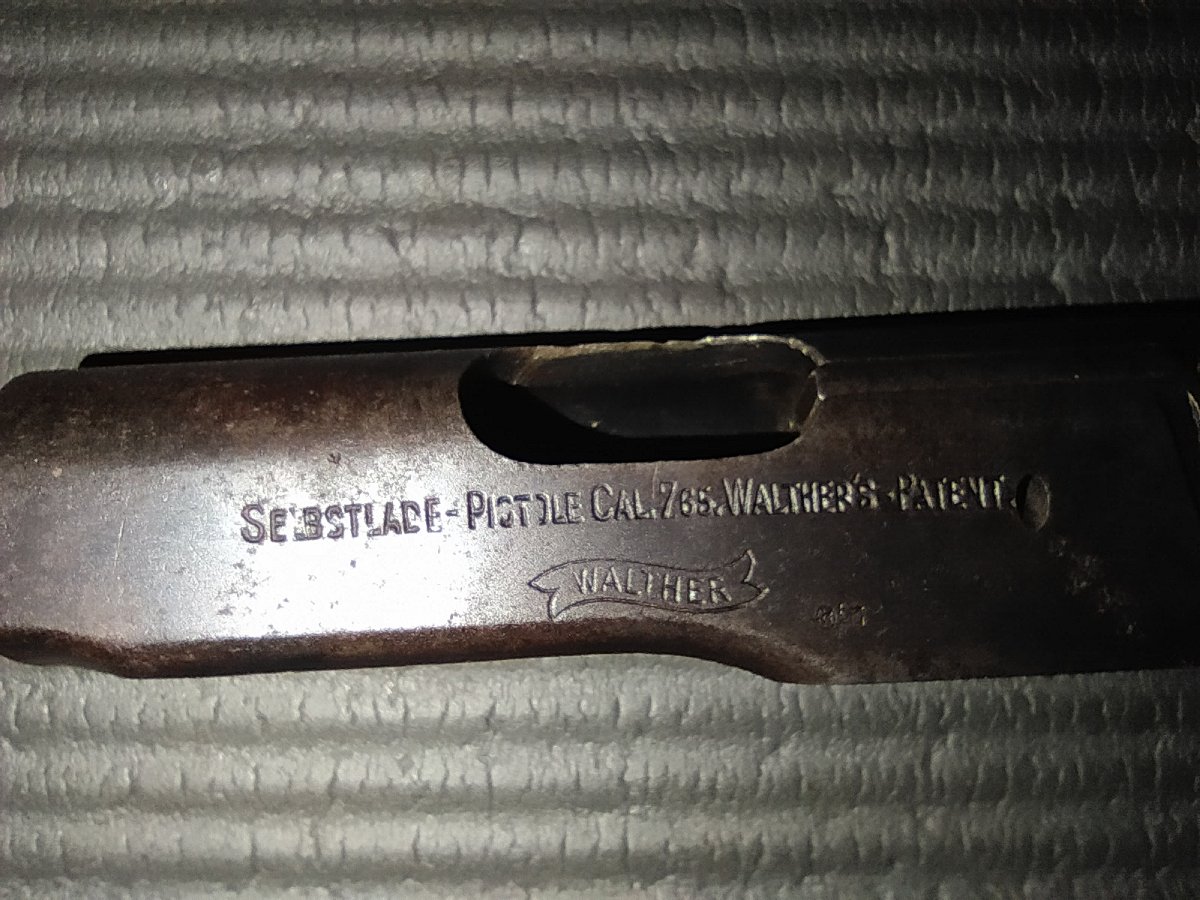 SELBSTLADE-PISTOLE CAL.7,65.WALTHER'S-PATENT
WALTHER